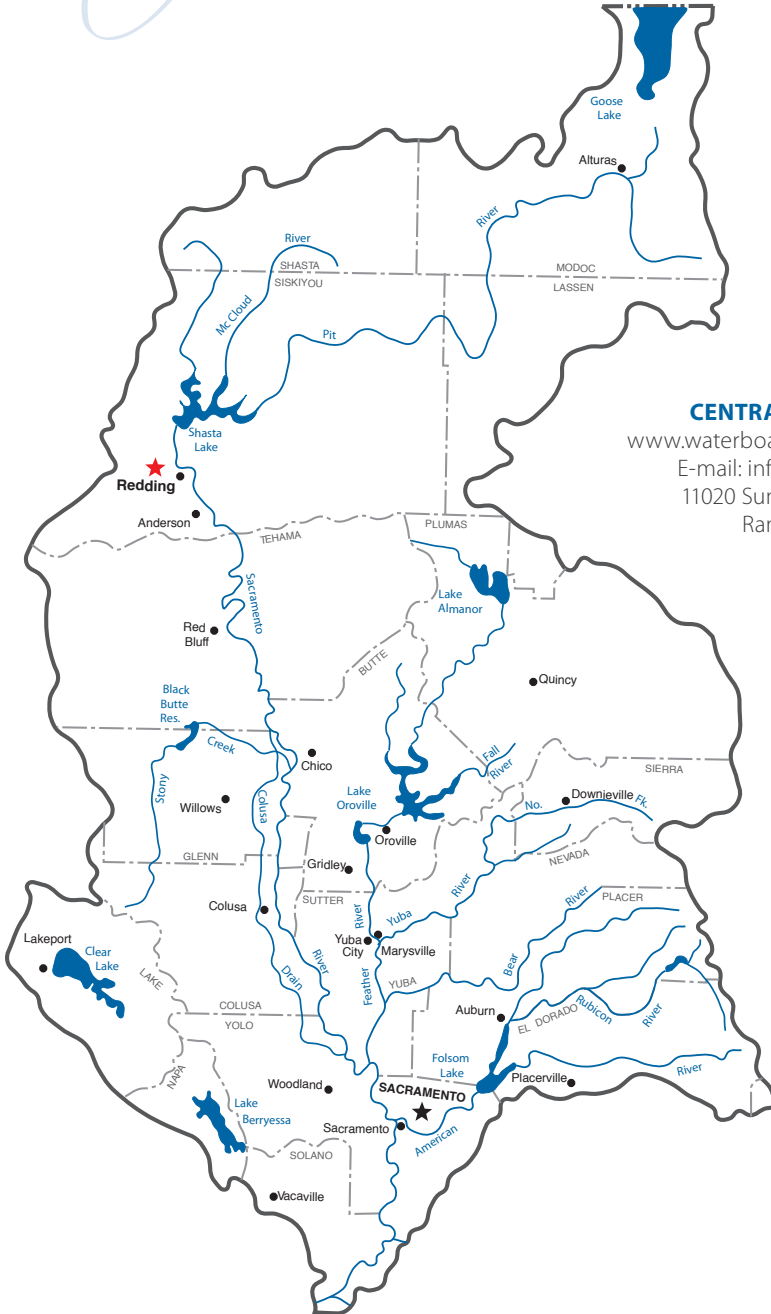 Goose
Lake
Alturas
River
River
SHASTA
SISKIYOU
MODOC
LASSEN
Mc Cloud
Pit
Shasta
Lake
CENTRA
www.waterboa
E-mail: inf
11020 Sun
Ran
Redding
Anderson
TEHAMA
PLUMAS
Sacramento
Lake
Almanor
Red
Bluff
BUTTE
Quincy
Black
Butte
Res.
Creek
Stony
Chico
Fall
River
SIERRA
Willows
Colusa
Lake
Oroville
Downieville
No.
Fk.
Oroville
GLENN
Gridley
NEVADA
SUTTER
River
PLACER
River
Colusa
River
Yuba
Lakeport
Clear
Lake
Yuba
City
Marysville
LAKE
Drain
River
Feather
Bear
YUBA
COLUSA
YOLO
Auburn
EL DORADO
Rubicon
River
NAPA
Folsom
Lake
River
Woodland
SACRAMENTO
Placerville
Lake
Berryessa
Sacramento
American
SOLANO
Vacaville